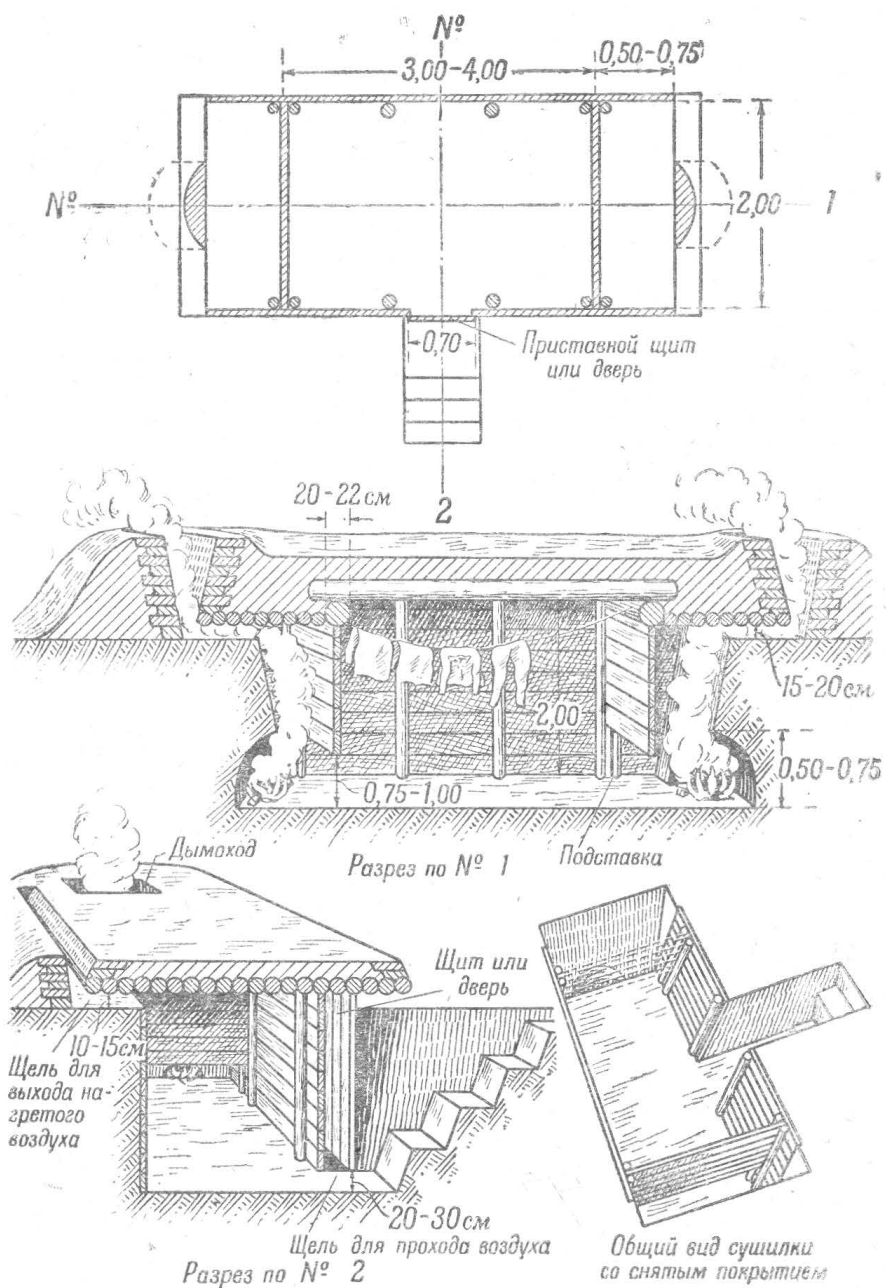 №
3,00-4,00
0,50-0,75
№
2,00
1
0,70
Приставной щит
или дверь
20-22см
2
15-20см
2,00
0,50-0,75
0,75-1,00
Дымоход
Разрез по № 1
Подставка
Щит или
дверь
10-15см
Щель для
выхода на-
гретого
воздуха
20-30см
Щель для прохода воздуха
Разрез по № 2
Общий вид сушилки
со снятым покрытием